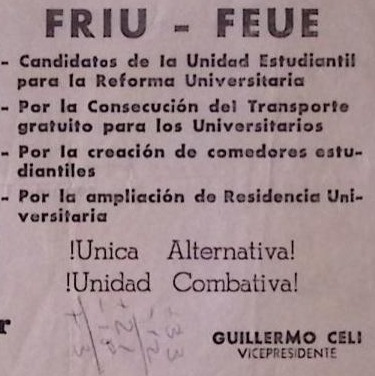 FRIU - FEUE
- Candidatos de la Unidad Estudiantil
para la Reforma Universitaria
- Por la Consecución del Transporte
gratuito para los Universitarios
- Por la creación de comedores estu-
diantiles
- Por la ampliación de Residencia Uni-
versitaria
!Unica Alternativa!
!Unidad Combativa!
r
GUILLERMO CELI
VICEPRESIDENTE